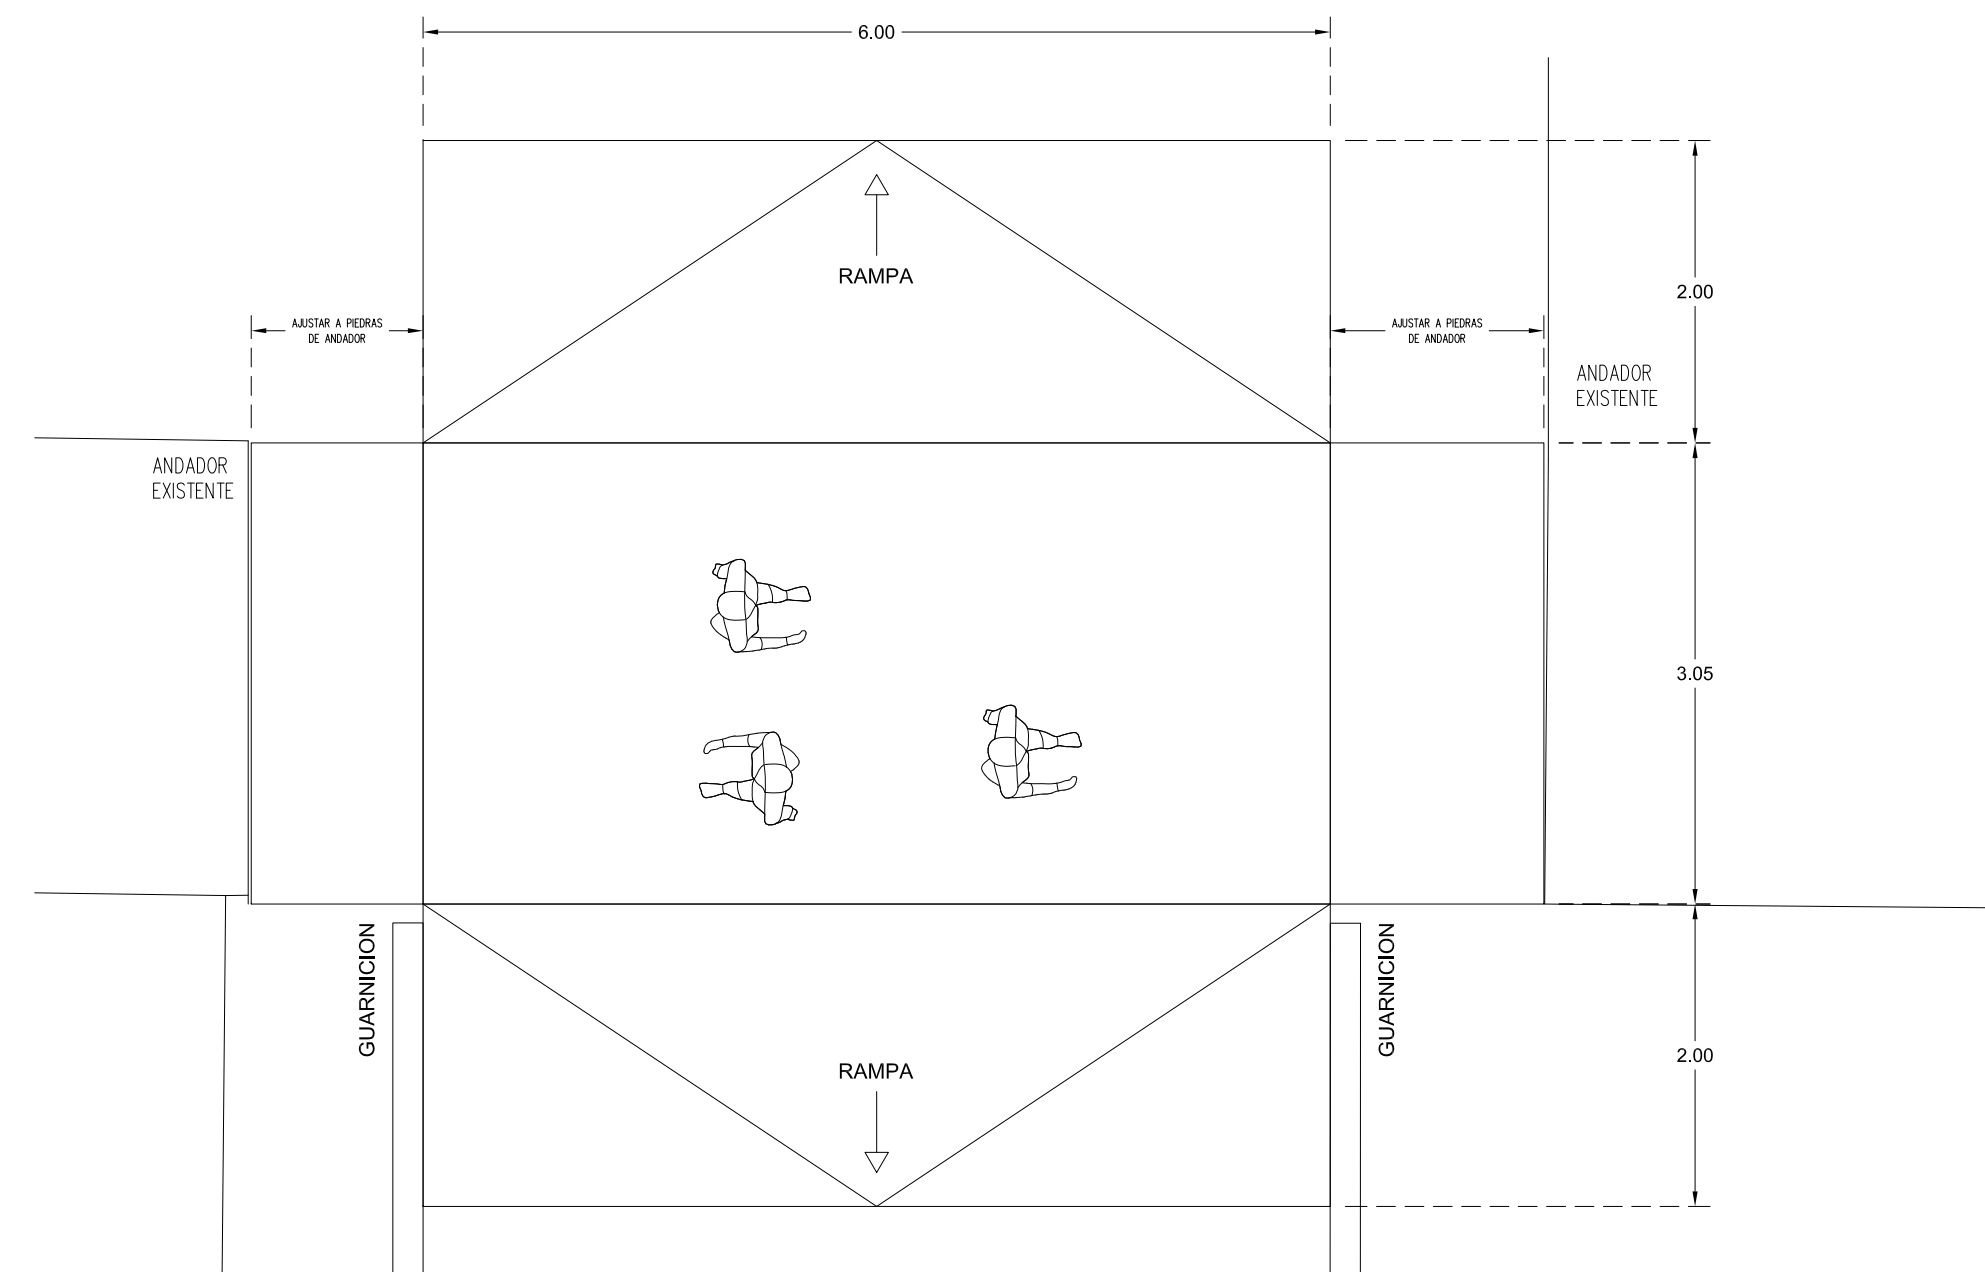 6.00
RAMPA
2.00
AJUSTAR A PIEDRAS
DE ANDADOR
AJUSTAR A PIEDRAS
DE ANDADOR
ANDADOR
EXISTENTE
ANDADOR
EXISTENTE
3.05
GUARNICION
GUARNICION
RAMPA
2.00